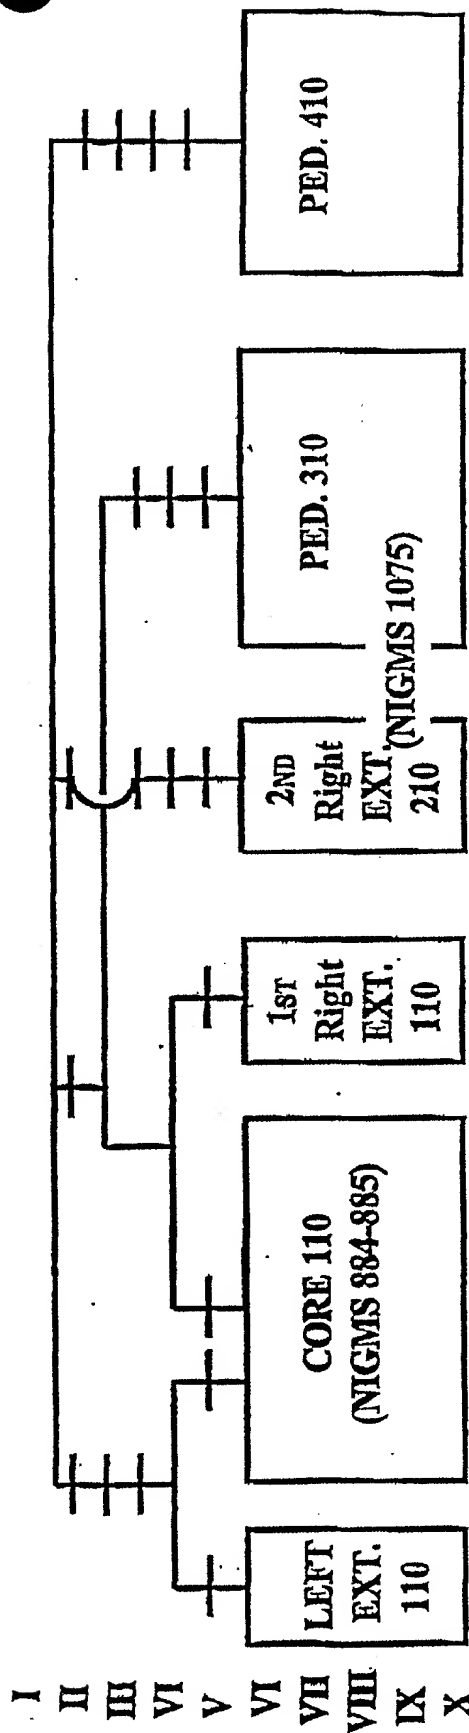 I
II
III
VI
V
VI
VII
VIII
IX
X
LEFT
EXT.
110
CORE 110
(NIGMS 884-885)
1ST
Right
EXT.
110
2ND
Right
EXT.
210
(NIGMS 1075)
PED. 310
PED. 410